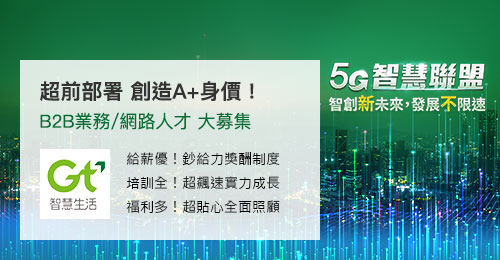 超前部署 創造A+身價！
B2B業務/網路人才 大募集
Gt
智慧生活
給薪優！鈔給力獎酬制度
培訓全！超飆速實力成長
福利多！超貼心全面照顧
5G智慧聯盟
智創新未來，發展不限速